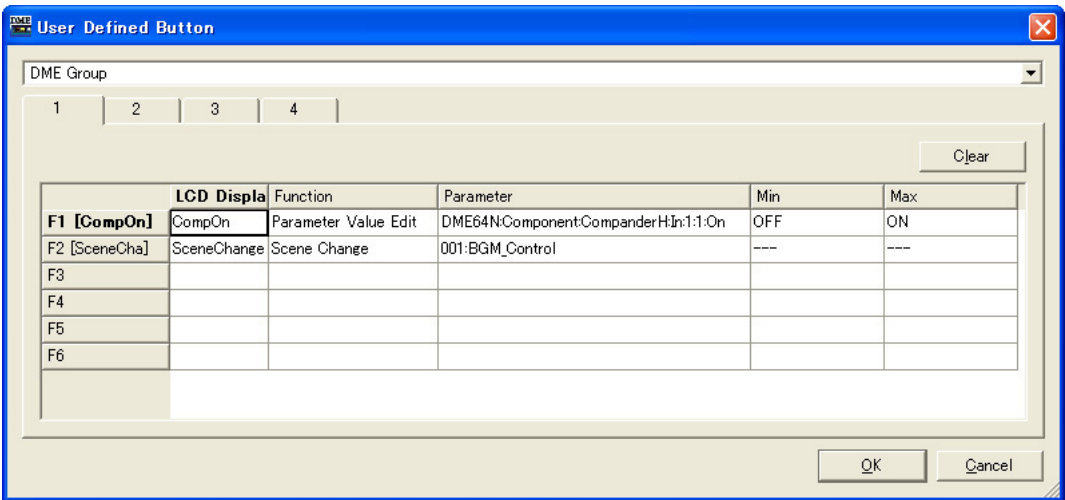 DME User Defined Button
DME Group
1 2 3 4
Clear
LCD Displa Function Parameter Min Max
F1 [CompOn] CompOn Parameter Value Edit DME64N:Component:CompanderH:In:1:1:On OFF ON
F2 [SceneCha] SceneChange Scene Change 001:BGM_Control --- ---
F3
F4
F5
F6
OK Cancel